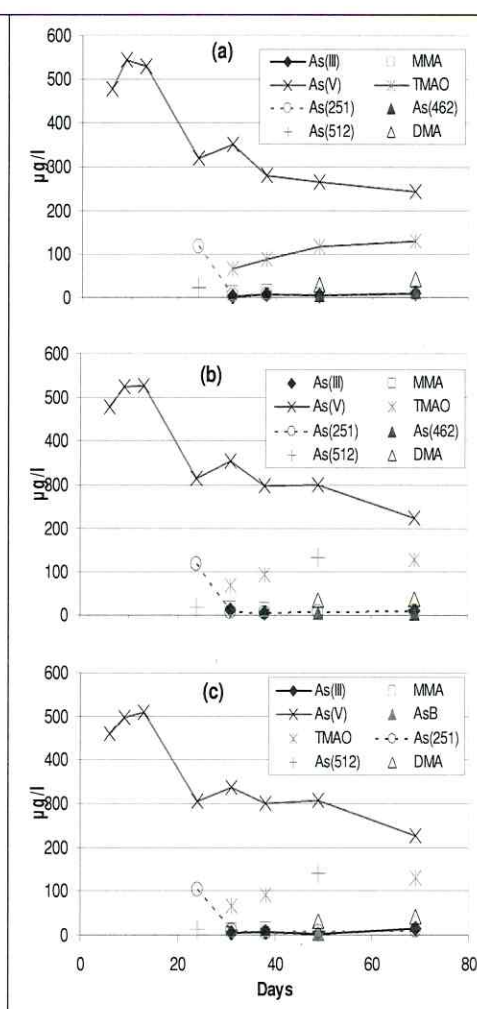 600
(a)
As(III) MMA
500
As(V) TMAO
As(251) As(462)
400
As(512) DMA
µg/l
300
200
100
0
600
(b)
As(III) MMA
500
As(V) TMAO
As(251) As(462)
400
As(512) DMA
µg/l
300
200
100
0
600
(c)
As(III) MMA
500
As(V) AsB
TMAO As(251)
400
As(512) DMA
µg/l
300
200
100
0
0 20 40 60 80
Days